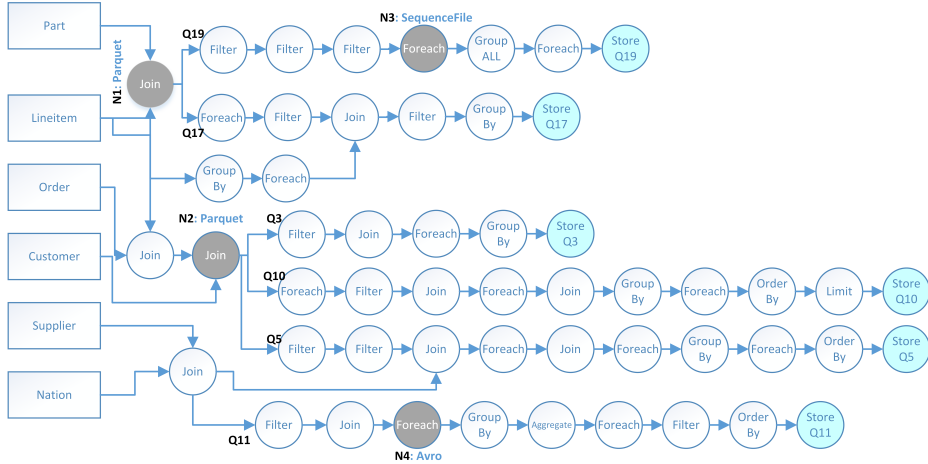 Part
Lineitem
Order
Customer
Supplier
Nation
N1: Parquet
Join
Q19
Filter
Filter
Filter
N3: SequenceFile
Foreach
Group
ALL
Foreach
Store
Q19
Q17
Foreach
Filter
Join
Filter
Group
By
Store
Q17
Group
By
Foreach
Join
N2: Parquet
Join
Q3
Filter
Join
Foreach
Group
By
Store
Q3
Q10
Foreach
Filter
Join
Foreach
Join
Group
By
Foreach
Order
By
Limit
Store
Q10
Q5
Filter
Filter
Join
Foreach
Join
Foreach
Group
By
Foreach
Order
By
Store
Q5
Join
Q11
Filter
Join
Foreach
N4: Avro
Group
By
Aggregate
Foreach
Filter
Order
By
Store
Q11